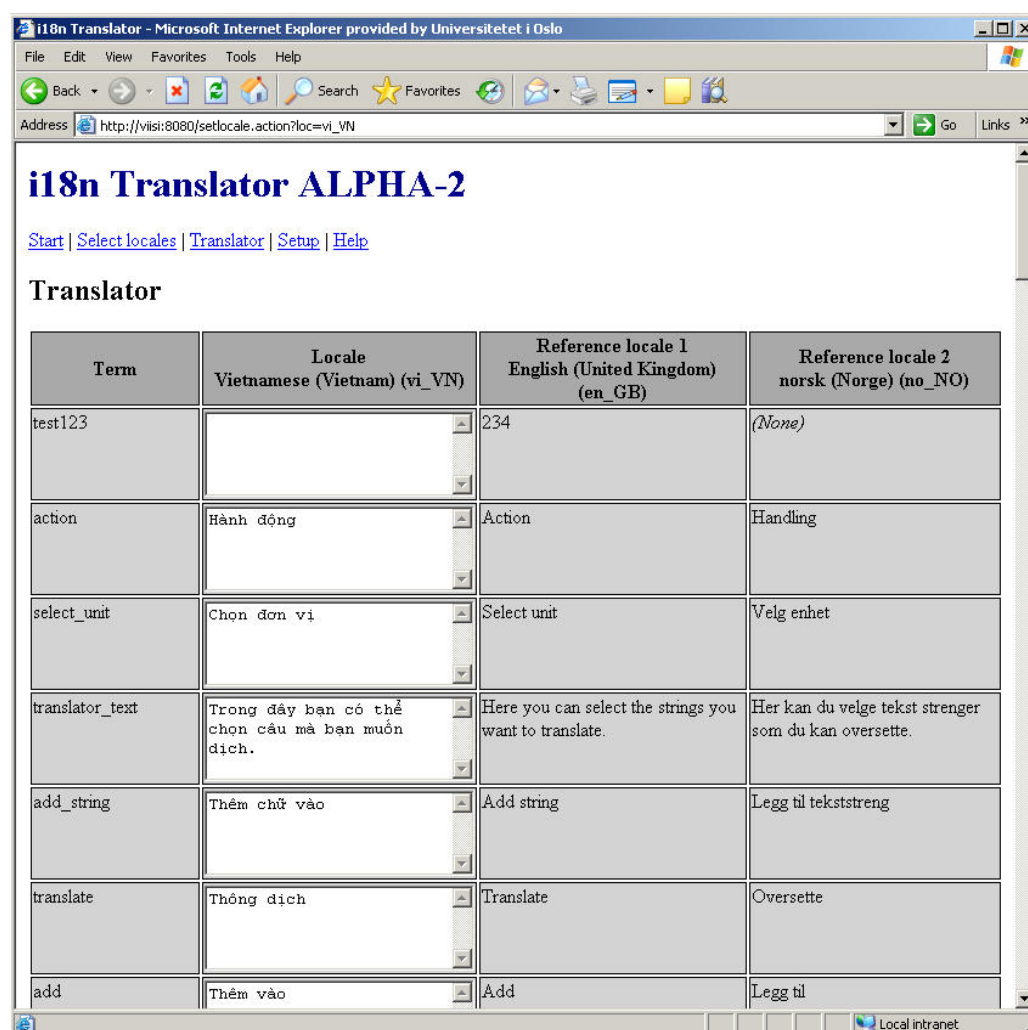 i18n Translator - Microsoft Internet Explorer provided by Universitetet i Oslo
File Edit View Favorites Tools Help
Back Search Favorites
Address http://viisi:8080/setlocale.action?loc=vi_VN Go Links »
i18n Translator ALPHA-2
Start | Select locales | Translator | Setup | Help
Translator
Term
Locale
Vietnamese (Vietnam) (vi_VN)
Reference locale 1
English (United Kingdom)
(en_GB)
Reference locale 2
norsk (Norge) (no_NO)
test123 234 (None)
action Hành động Action Handling
select_unit Chọn đơn vị Select unit Velg enhet
translator_text
Trong đây bạn có thể
chọn câu mà bạn muốn
dịch.
Here you can select the strings you
want to translate.
Her kan du velge tekst strenger
som du kan oversette.
add_string Thêm chữ vào Add string Legg til tekststreng
translate Thông dịch Translate Oversette
add Thêm vào Add Legg til
Local intranet